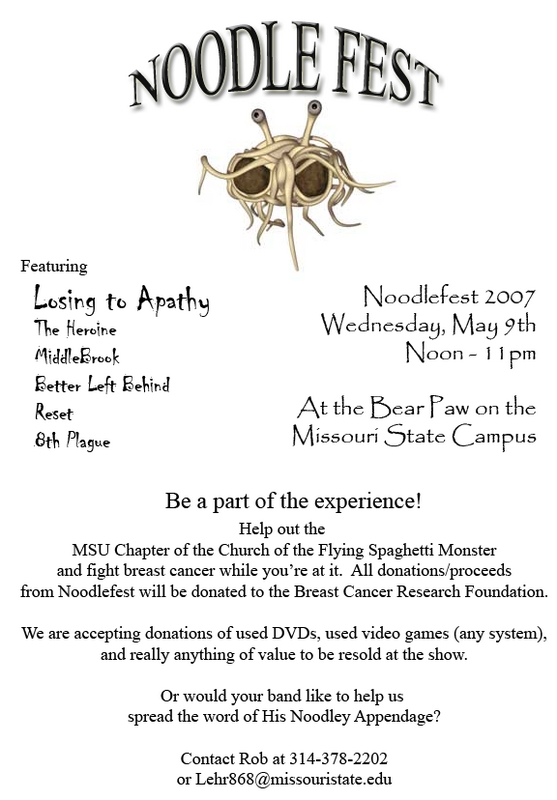 NOODLE FEST
Featuring
Losing to Apathy
The Heroine
MiddleBrook
Better Left Behind
Reset
8th Plague
Noodlefest 2007
Wednesday, May 9th
Noon - 11pm
At the Bear Paw on the
Missouri State Campus
Be a part of the experience!
Help out the
MSU Chapter of the Church of the Flying Spaghetti Monster
and fight breast cancer while you're at it.  All donations/proceeds
from Noodlefest will be donated to the Breast Cancer Research Foundation.
We are accepting donations of used DVDs, used video games (any system),
and really anything of value to be resold at the show.
Or would your band like to help us
spread the word of His Noodley Appendage?
Contact Rob at 314-378-2202
or Lehr868@missouristate.edu